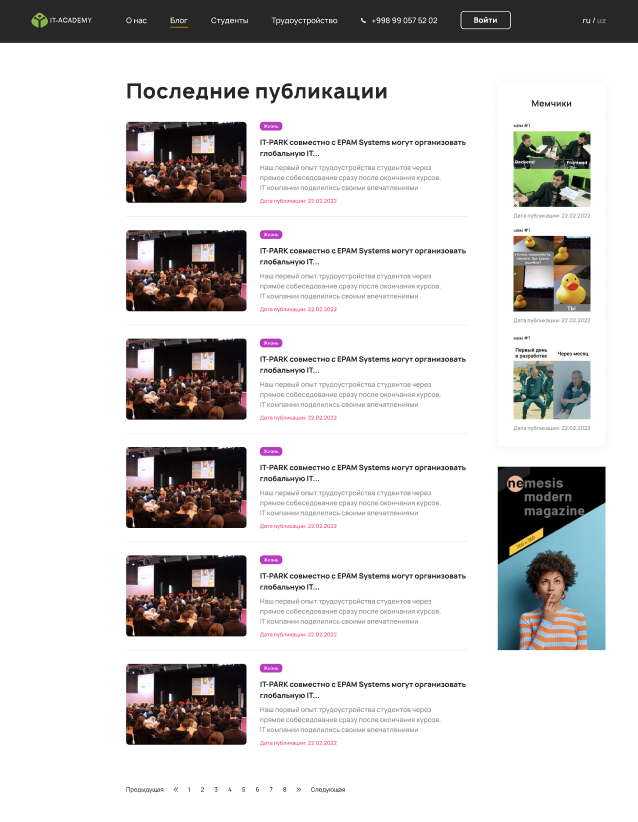 IT-ACADEMY
О нас
Блог
Студенты
Трудоустройство
+998 99 057 52 02
Войти
ru / uz
Последние публикации
Жизнь
IT-PARK совместно с EPAM Systems могут организовать
глобальную IT...
Наш первый опыт трудоустройства студентов через
прямое собеседование сразу после окончания курсов.
IT компании поделились своими впечатлениями
Дата публикации: 22.02.2022
Жизнь
IT-PARK совместно с EPAM Systems могут организовать
глобальную IT...
Наш первый опыт трудоустройства студентов через
прямое собеседование сразу после окончания курсов.
IT компании поделились своими впечатлениями
Дата публикации: 22.02.2022
Жизнь
IT-PARK совместно с EPAM Systems могут организовать
глобальную IT...
Наш первый опыт трудоустройства студентов через
прямое собеседование сразу после окончания курсов.
IT компании поделились своими впечатлениями
Дата публикации: 22.02.2022
Жизнь
IT-PARK совместно с EPAM Systems могут организовать
глобальную IT...
Наш первый опыт трудоустройства студентов через
прямое собеседование сразу после окончания курсов.
IT компании поделились своими впечатлениями
Дата публикации: 22.02.2022
Жизнь
IT-PARK совместно с EPAM Systems могут организовать
глобальную IT...
Наш первый опыт трудоустройства студентов через
прямое собеседование сразу после окончания курсов.
IT компании поделились своими впечатлениями
Дата публикации: 22.02.2022
Жизнь
IT-PARK совместно с EPAM Systems могут организовать
глобальную IT...
Наш первый опыт трудоустройства студентов через
прямое собеседование сразу после окончания курсов.
IT компании поделились своими впечатлениями
Дата публикации: 22.02.2022
Предыдущая « 1 2 3 4 5 6 7 8 » Следующая
Мемчики
мем #1
Backend
Frontend
Дата публикации: 22.02.2022
мем #1
ТЫ
Дата публикации: 22.02.2022
мем #1
Первый день
в разработке
Через месяц
Дата публикации: 22.02.2022
nemesis
modern
magazine